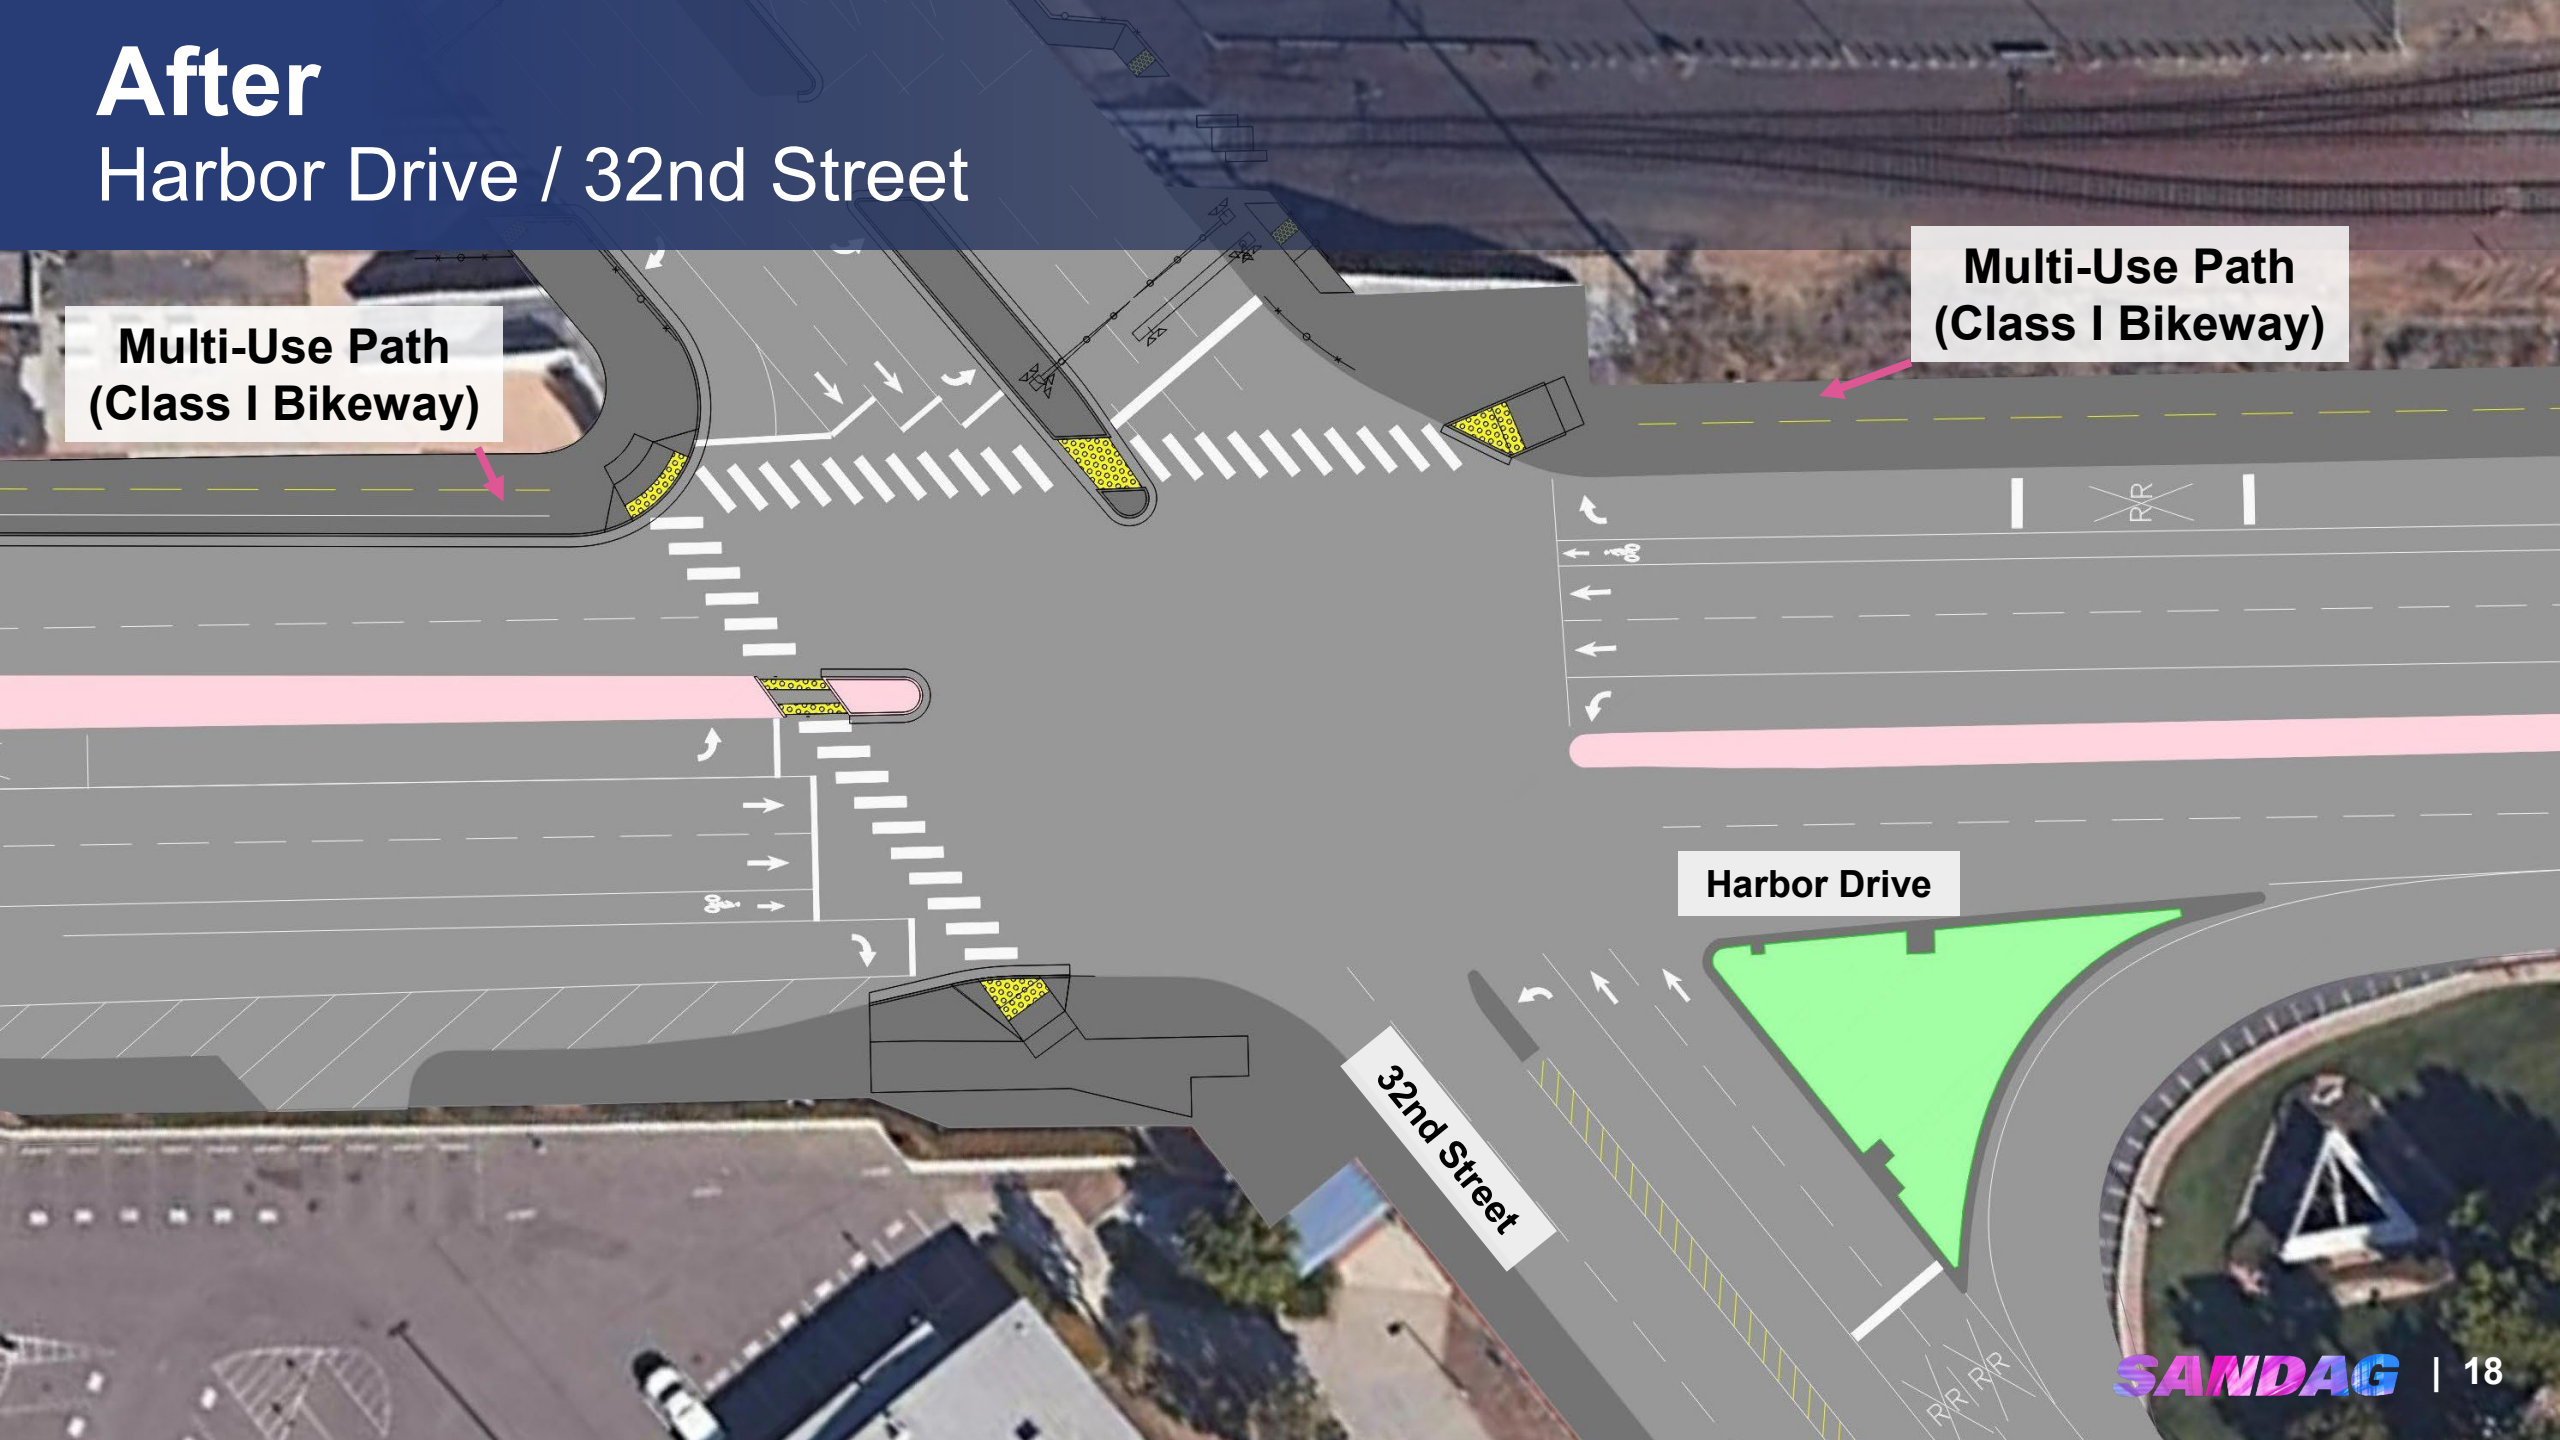 After
Harbor Drive / 32nd Street
Multi-Use Path
(Class I Bikeway)
Multi-Use Path
(Class I Bikeway)
R R
Harbor Drive
32nd Street
R R R R
SANDAG | 18